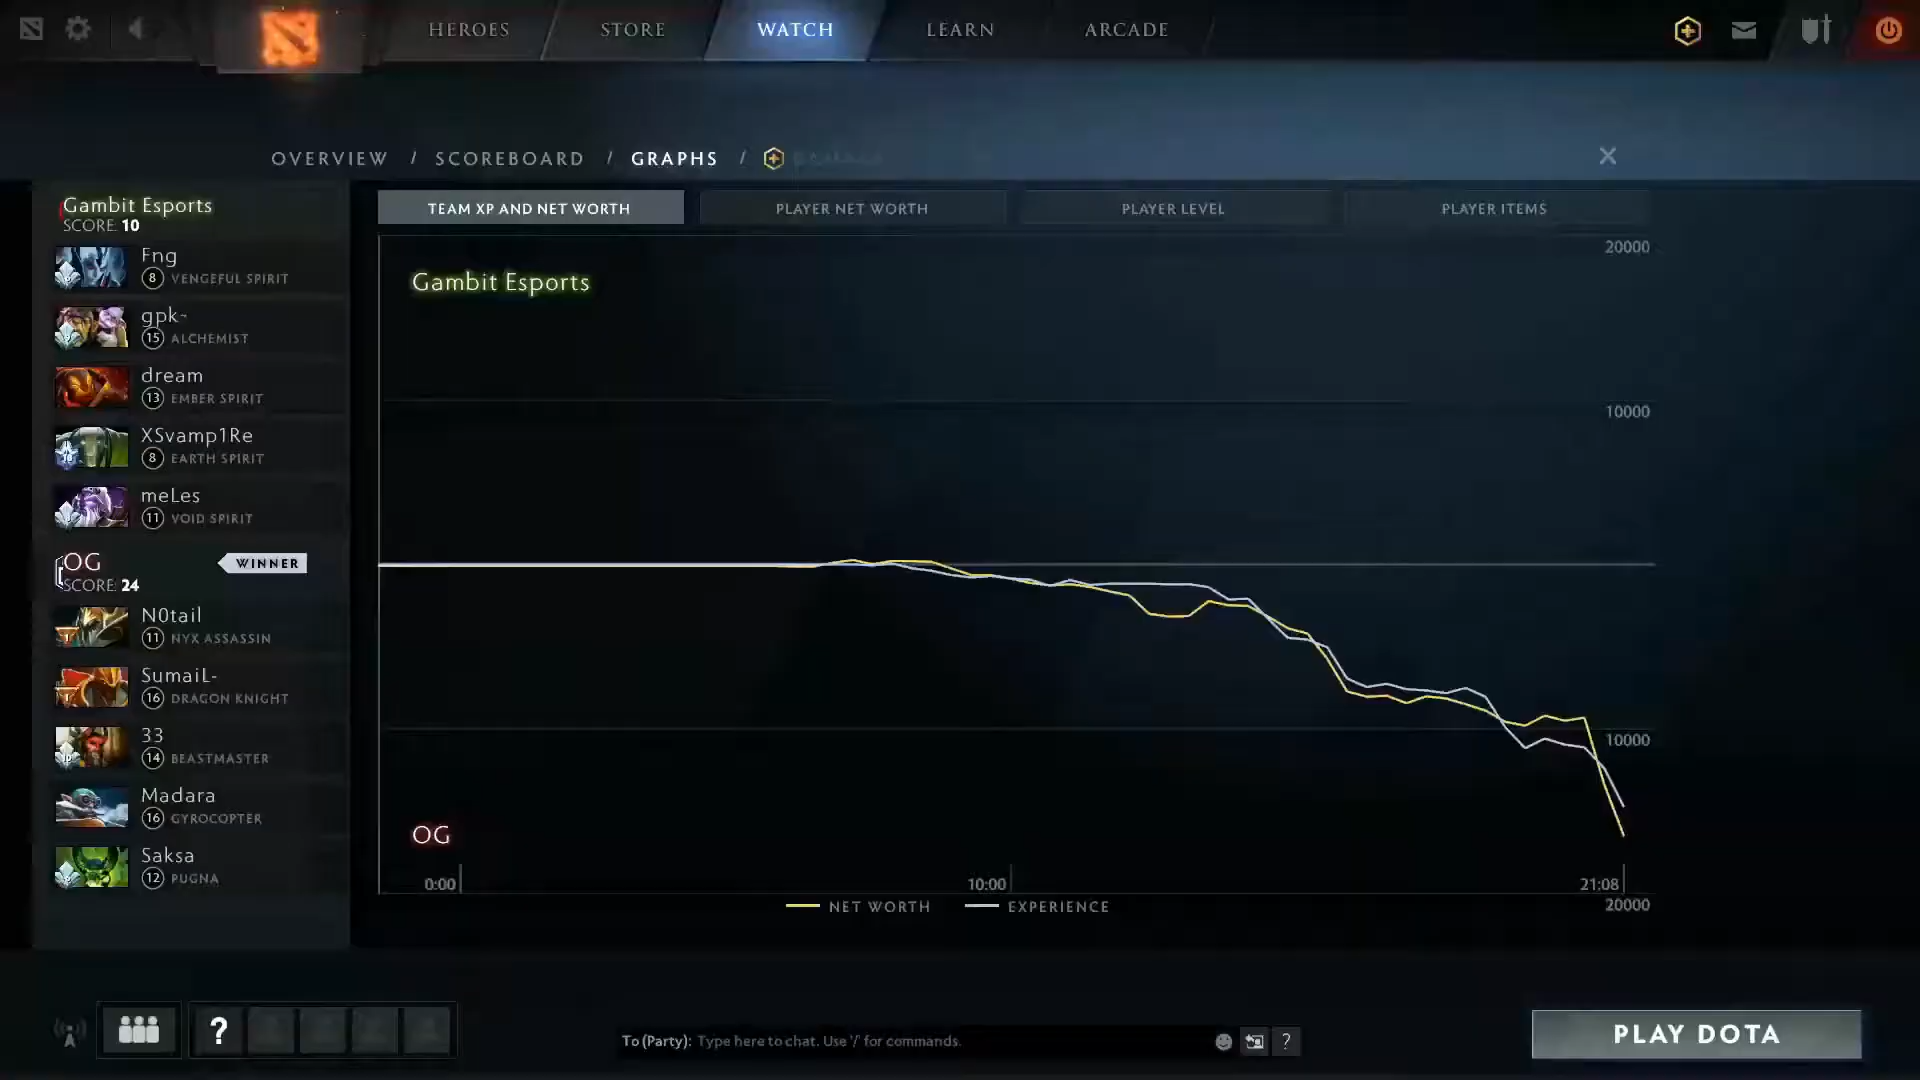 HEROES
STORE
WATCH
LEARN
ARCADE
OVERVIEW / SCOREBOARD / GRAPHS /
Gambit Esports
SCORE: 10
Fng
8 VENGEFUL SPIRIT
gpk~
15 ALCHEMIST
dream
13 EMBER SPIRIT
XSvamp1Re
8 EARTH SPIRIT
meLes
11 VOID SPIRIT
OG
WINNER
SCORE: 24
N0tail
11 NYX ASSASSIN
SumaiL-
16 DRAGON KNIGHT
33
14 BEASTMASTER
Madara
16 GYROCOPTER
Saksa
12 PUGNA
TEAM XP AND NET WORTH
PLAYER NET WORTH
PLAYER LEVEL
PLAYER ITEMS
20000
Gambit Esports
10000
10000
OG
0:00
10:00
21:08
20000
NET WORTH
EXPERIENCE
?
To (Party): Type here to chat. Use '/' for commands.
?
PLAY DOTA